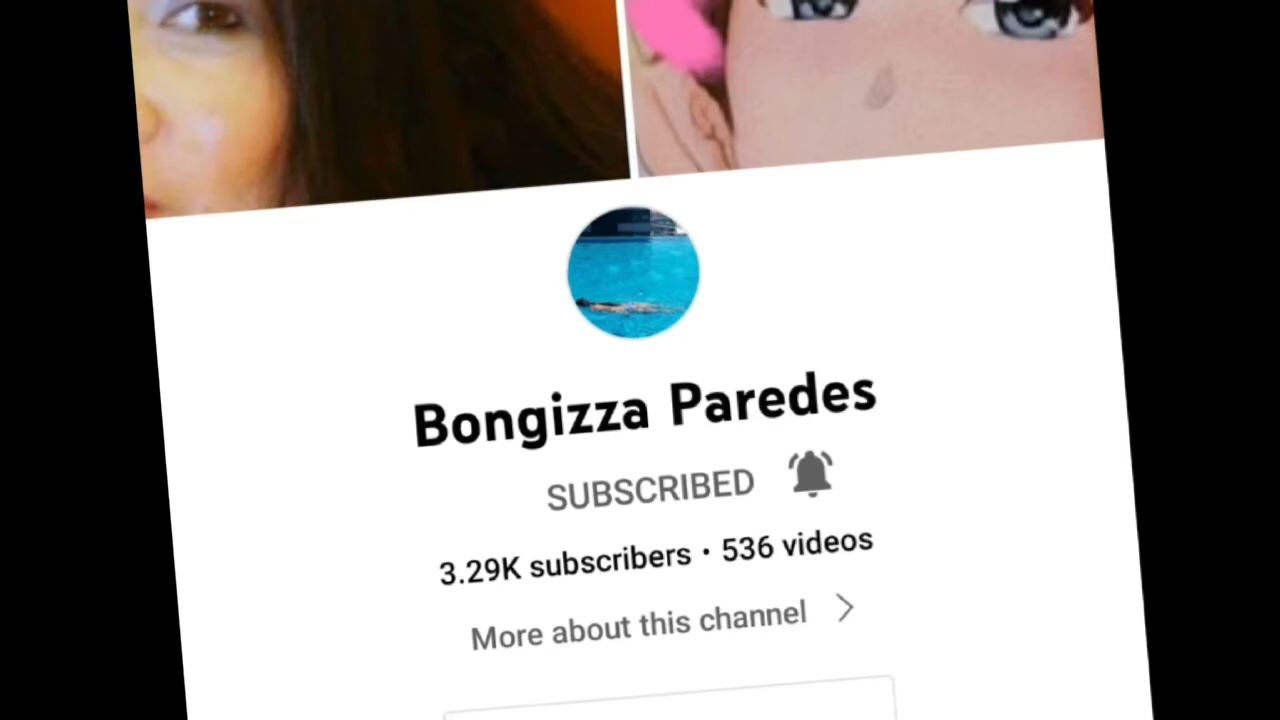 Bongizza Paredes
SUBSCRIBED
3.29K subscribers • 536 videos
More about this channel